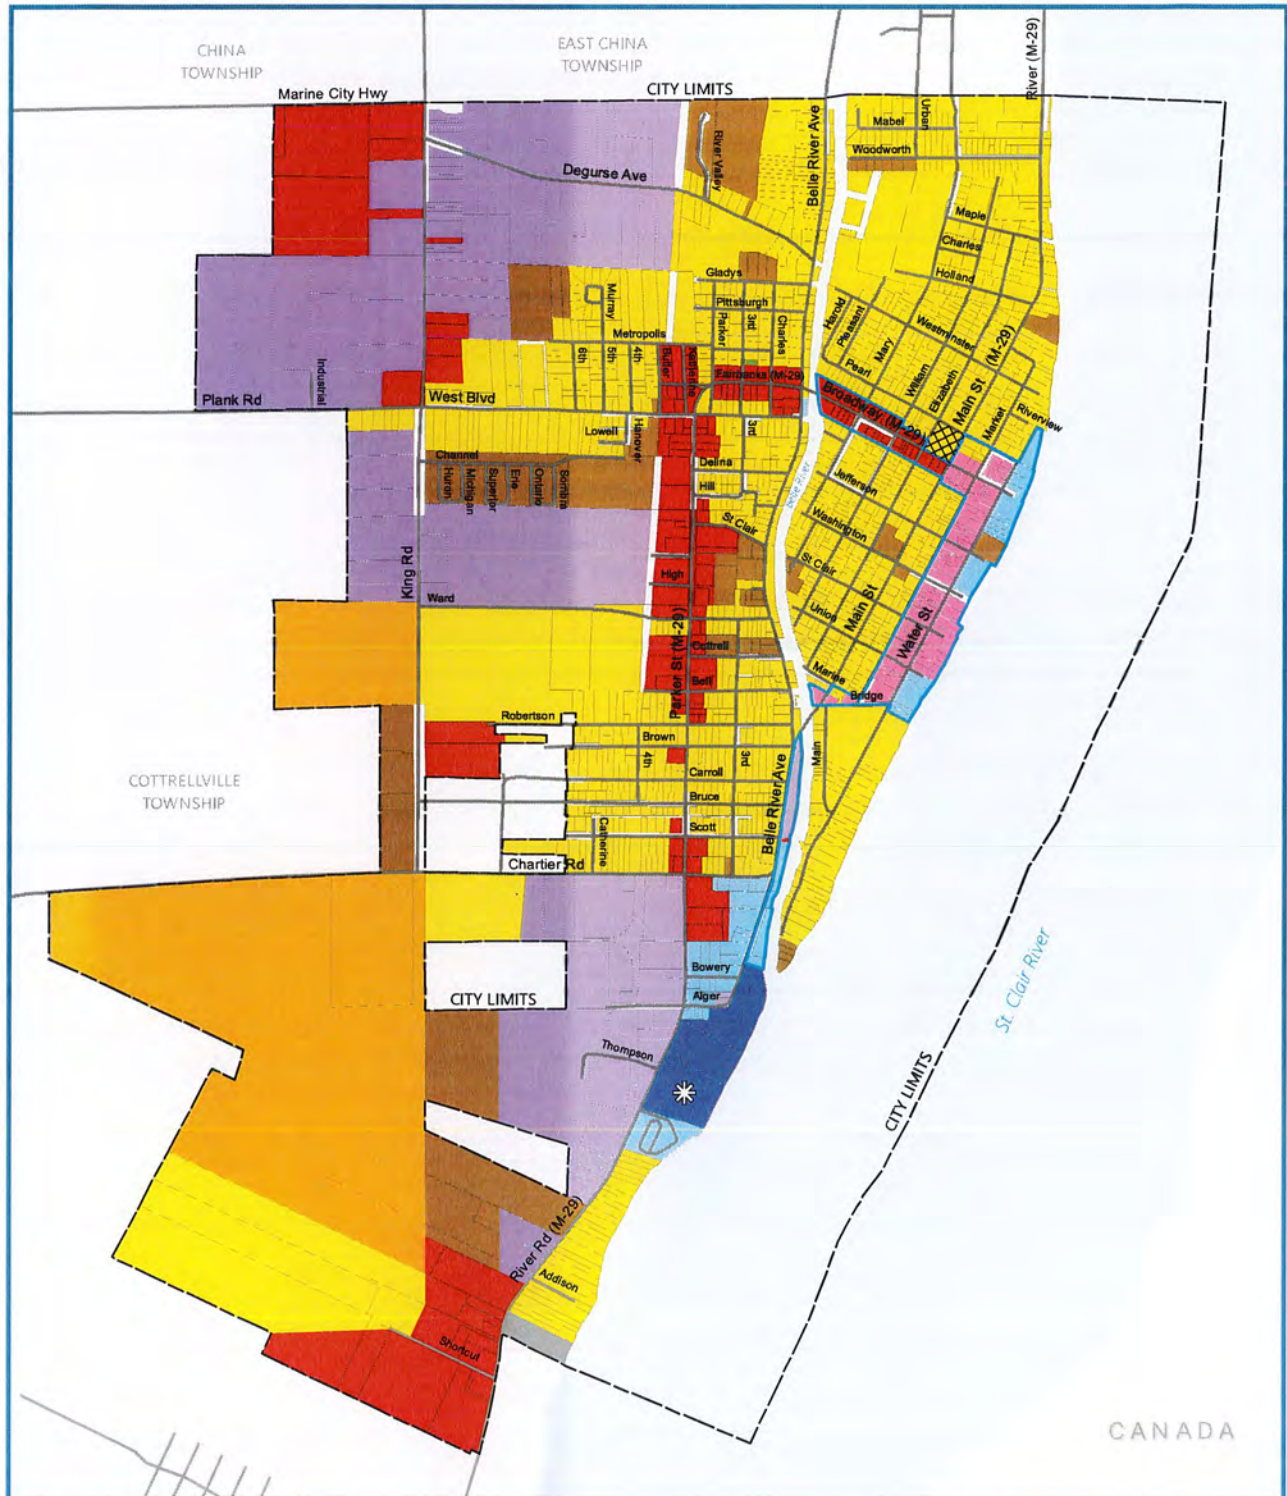 CHINA
TOWNSHIP
EAST CHINA
TOWNSHIP
River (M-29)
Marine City Hwy
CITY LIMITS
Belle River Ave
Urban
Mabel
Woodworth
River Valley
Degurse Ave
Maple
Charles
Holland
Gladys
Murray
Pittsburgh
Parker
3rd
Charles
Harold
Pleasant
Westminster
Metropolis
6th
5th
4th
Butler
Katherine
Mary
Pearl
William
Elizabeth
Main St (M-29)
Fairbanks (M-29)
Industrial
Plank Rd
West Blvd
Broadway (M-29)
Market
Riverview
Lowell
Hanover
3rd
Channel
Delina
Hill
Huron
Michigan
Superior
Erie
Ontario
Sombra
Belle River
Jefferson
Washington
St Clair
St Clair
King Rd
High
Ward
Union
Main St
Water St
Parker St (M-29)
Cottrell
Bell
Marine
Bridge
Robertson
Brown
4th
3rd
Main
Carroll
Bruce
Belle River Ave
COTTRELLVILLE
TOWNSHIP
Scott
Catherine
Chartier Rd
Bowery
Alger
CITY LIMITS
St. Clair River
Thompson
CITY LIMITS
River Rd (M-29)
Addison
Shortcut
CANADA